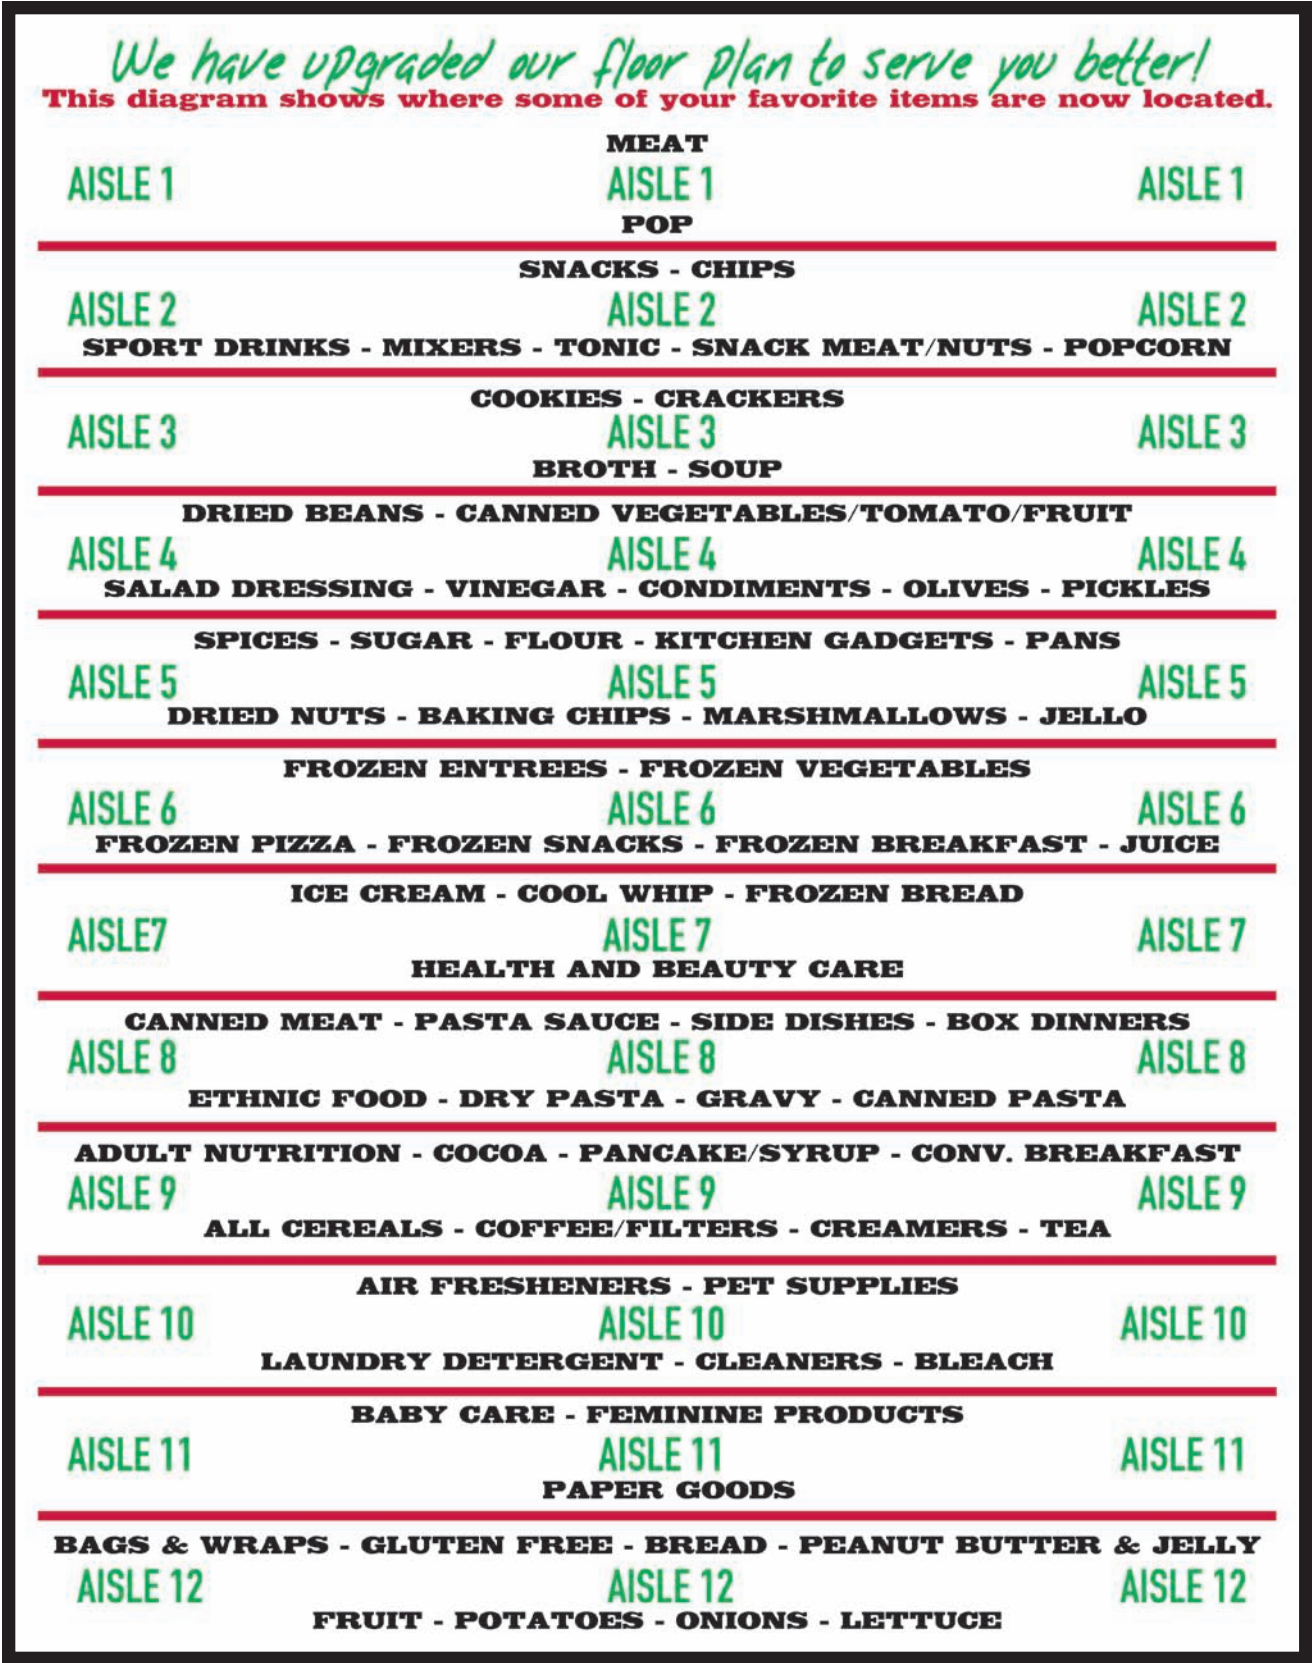 We have upgraded our floor plan to serve you better!
This diagram shows where some of your favorite items are now located.
MEAT
AISLE 1 AISLE 1 AISLE 1
POP
SNACKS - CHIPS
AISLE 2 AISLE 2 AISLE 2
SPORT DRINKS - MIXERS - TONIC - SNACK MEAT/NUTS - POPCORN
COOKIES - CRACKERS
AISLE 3 AISLE 3 AISLE 3
BROTH - SOUP
DRIED BEANS - CANNED VEGETABLES/TOMATO/FRUIT
AISLE 4 AISLE 4 AISLE 4
SALAD DRESSING - VINEGAR - CONDIMENTS - OLIVES - PICKLES
SPICES - SUGAR - FLOUR - KITCHEN GADGETS - PANS
AISLE 5 AISLE 5 AISLE 5
DRIED NUTS - BAKING CHIPS - MARSHMALLOWS - JELLO
FROZEN ENTREES - FROZEN VEGETABLES
AISLE 6 AISLE 6 AISLE 6
FROZEN PIZZA - FROZEN SNACKS - FROZEN BREAKFAST - JUICE
ICE CREAM - COOL WHIP - FROZEN BREAD
AISLE7 AISLE 7 AISLE 7
HEALTH AND BEAUTY CARE
CANNED MEAT - PASTA SAUCE - SIDE DISHES - BOX DINNERS
AISLE 8 AISLE 8 AISLE 8
ETHNIC FOOD - DRY PASTA - GRAVY - CANNED PASTA
ADULT NUTRITION - COCOA - PANCAKE/SYRUP - CONV. BREAKFAST
AISLE 9 AISLE 9 AISLE 9
ALL CEREALS - COFFEE/FILTERS - CREAMERS - TEA
AIR FRESHENERS - PET SUPPLIES
AISLE 10 AISLE 10 AISLE 10
LAUNDRY DETERGENT - CLEANERS - BLEACH
BABY CARE - FEMININE PRODUCTS
AISLE 11 AISLE 11 AISLE 11
PAPER GOODS
BAGS & WRAPS - GLUTEN FREE - BREAD - PEANUT BUTTER & JELLY
AISLE 12 AISLE 12 AISLE 12
FRUIT - POTATOES - ONIONS - LETTUCE